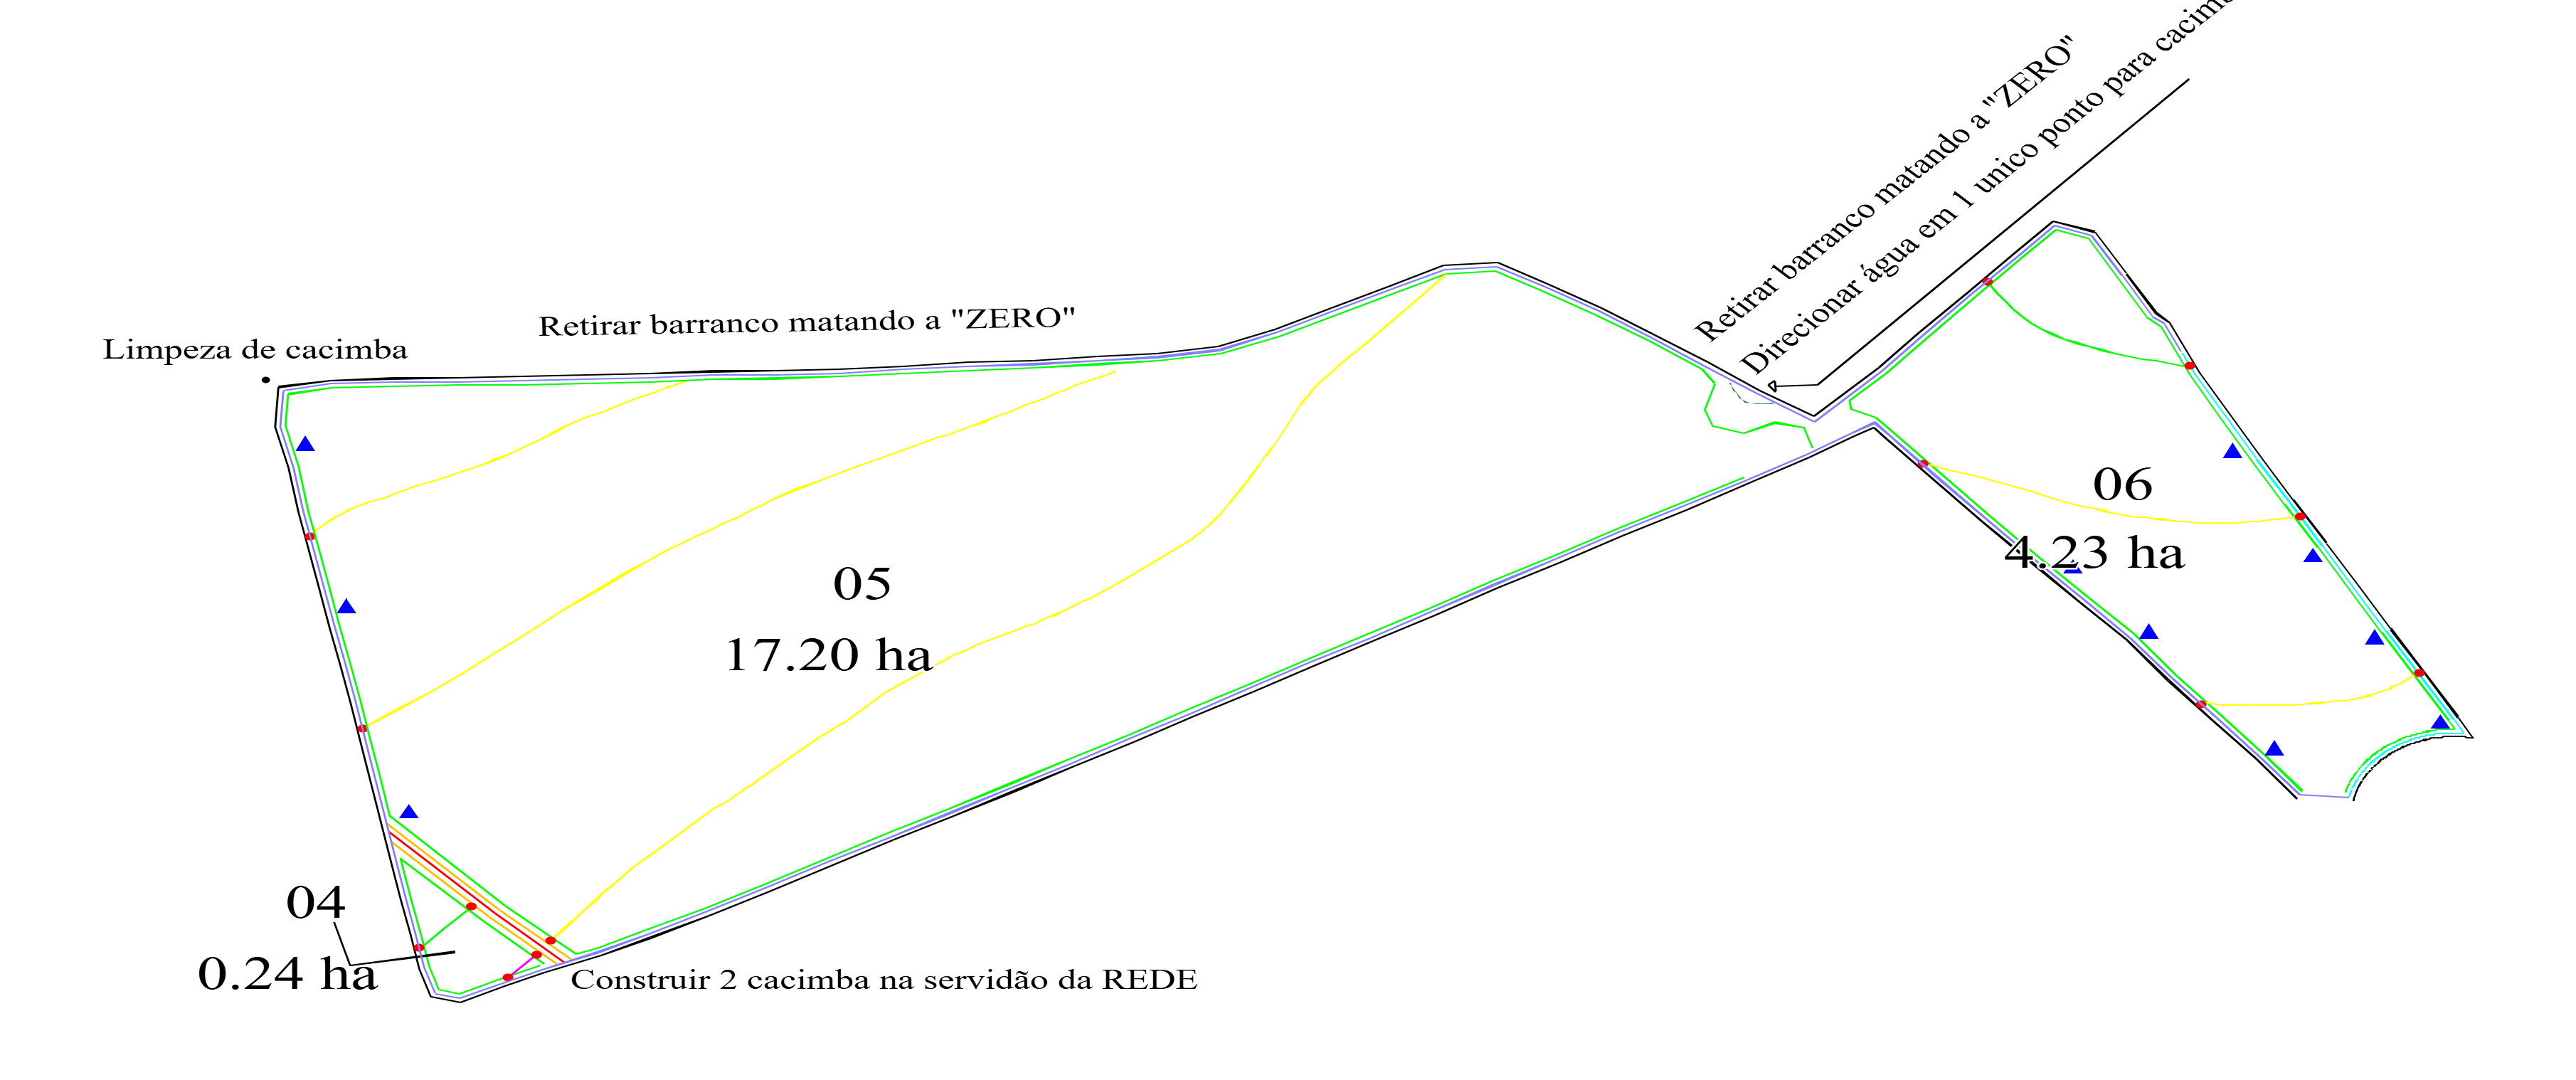 Retirar barranco matando a "ZERO"
Direcionar água em 1 unico ponto para
Retirar barranco matando a "ZERO"
Limpeza de cacimba
06
4.23 ha
05
17.20 ha
04
0.24 ha
Construir 2 cacimba na servidão da REDE